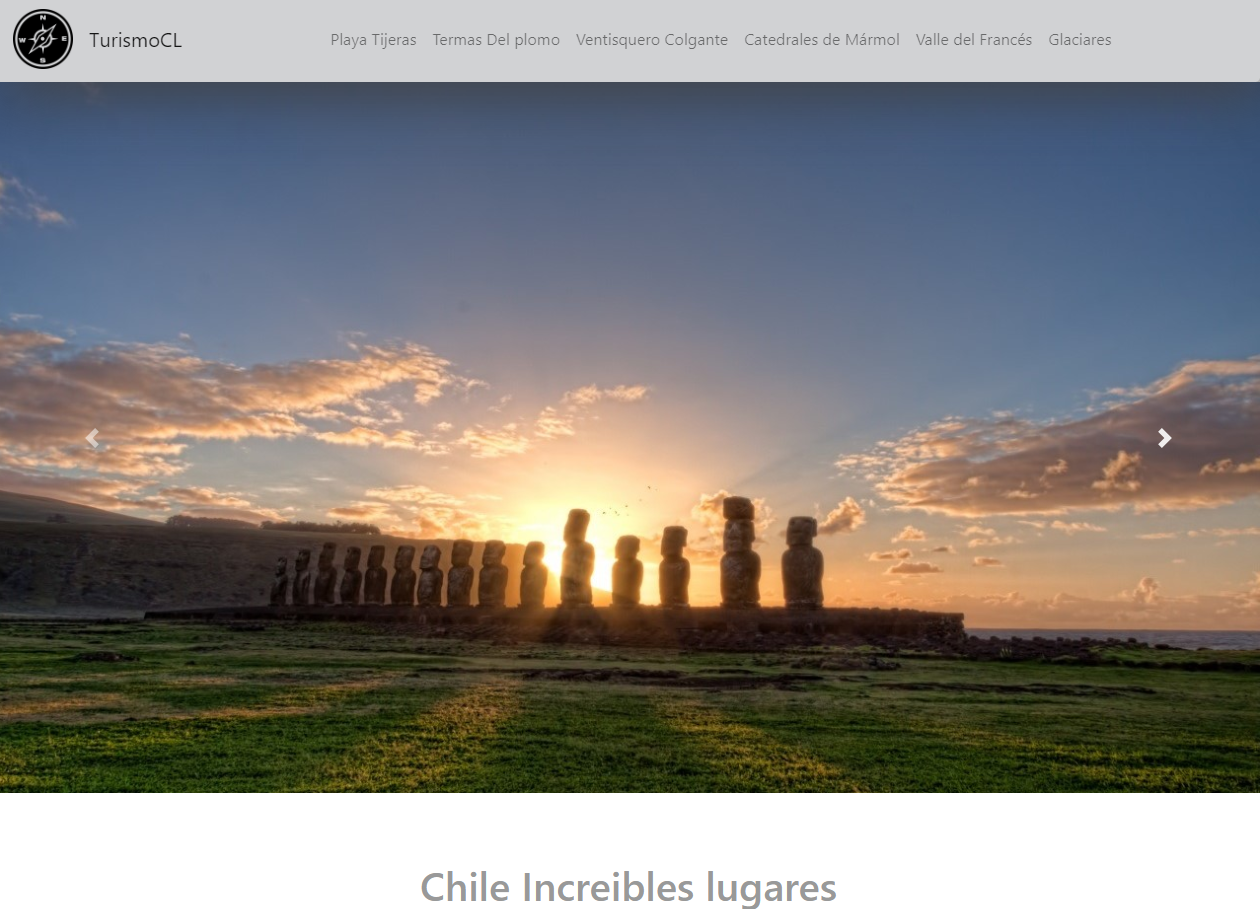 N
W E
S
TurismoCL
Playa Tijeras Termas Del plomo Ventisquero Colgante Catedrales de Mármol Valle del Francés Glaciares
Chile Increibles lugares